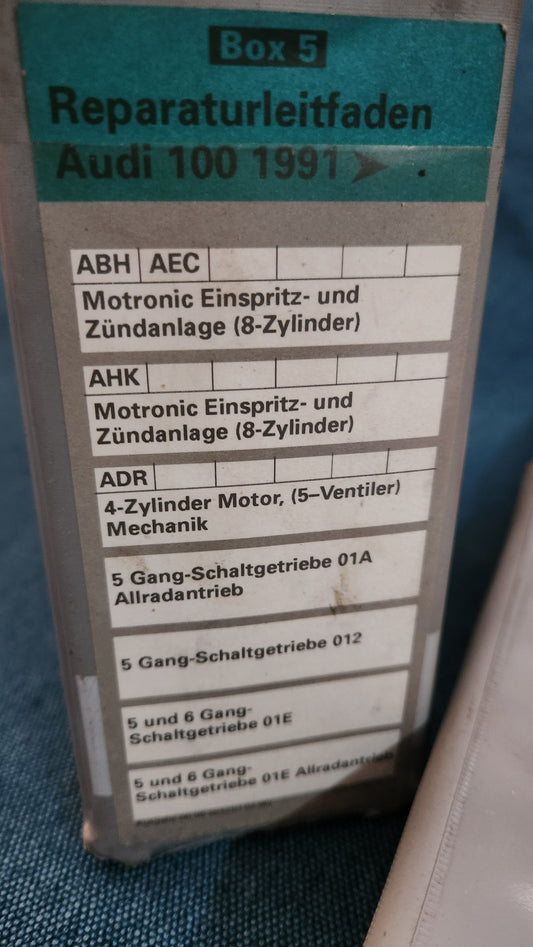 Box 5
Reparaturleitfaden
Audi 100 1991 ➤
ABH AEC
Motronic Einspritz- und
Zündanlage (8-Zylinder)
AHK
Motronic Einspritz- und
Zündanlage (8-Zylinder)
ADR
4-Zylinder Motor, (5–Ventiler)
Mechanik
5 Gang-Schaltgetriebe 01A
Allradantrieb
5 Gang-Schaltgetriebe 012
5 und 6 Gang-
Schaltgetriebe 01E
5 und 6 Gang-
Schaltgetriebe 01E Allradantrieb